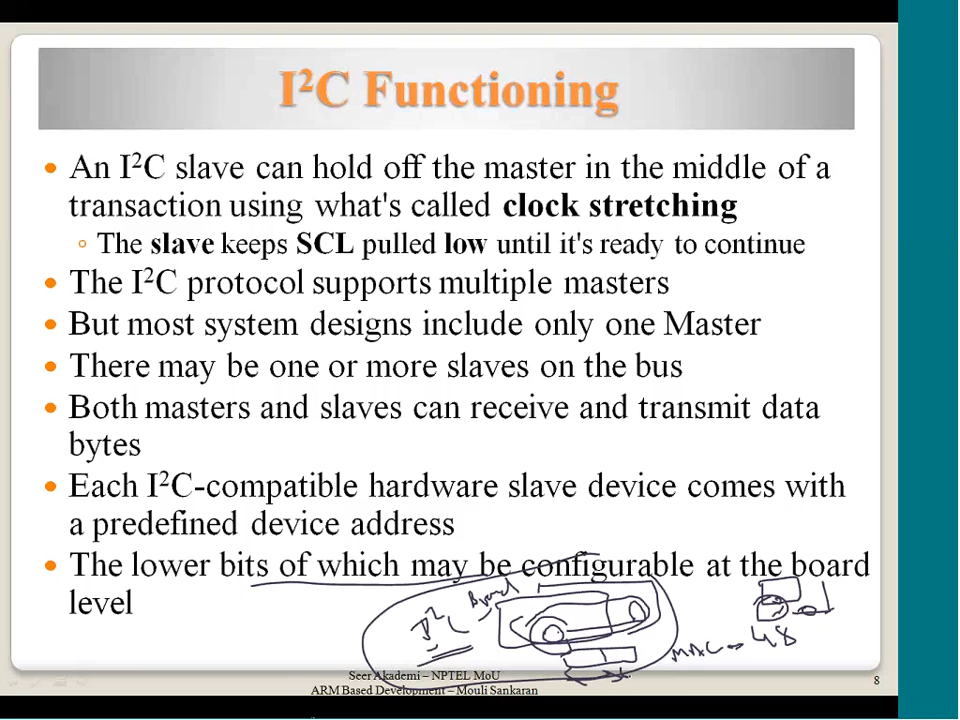 I²C Functioning
• An I²C slave can hold off the master in the middle of a
transaction using what's called clock stretching
◦ The slave keeps SCL pulled low until it's ready to continue
• The I²C protocol supports multiple masters
• But most system designs include only one Master
• There may be one or more slaves on the bus
• Both masters and slaves can receive and transmit data
bytes
• Each I²C-compatible hardware slave device comes with
a predefined device address
• The lower bits of which may be configurable at the board
level
I²C Board
MAC → 48
Seer Akademi – NPTEL MoU
ARM Based Development – Mouli Sankaran
8